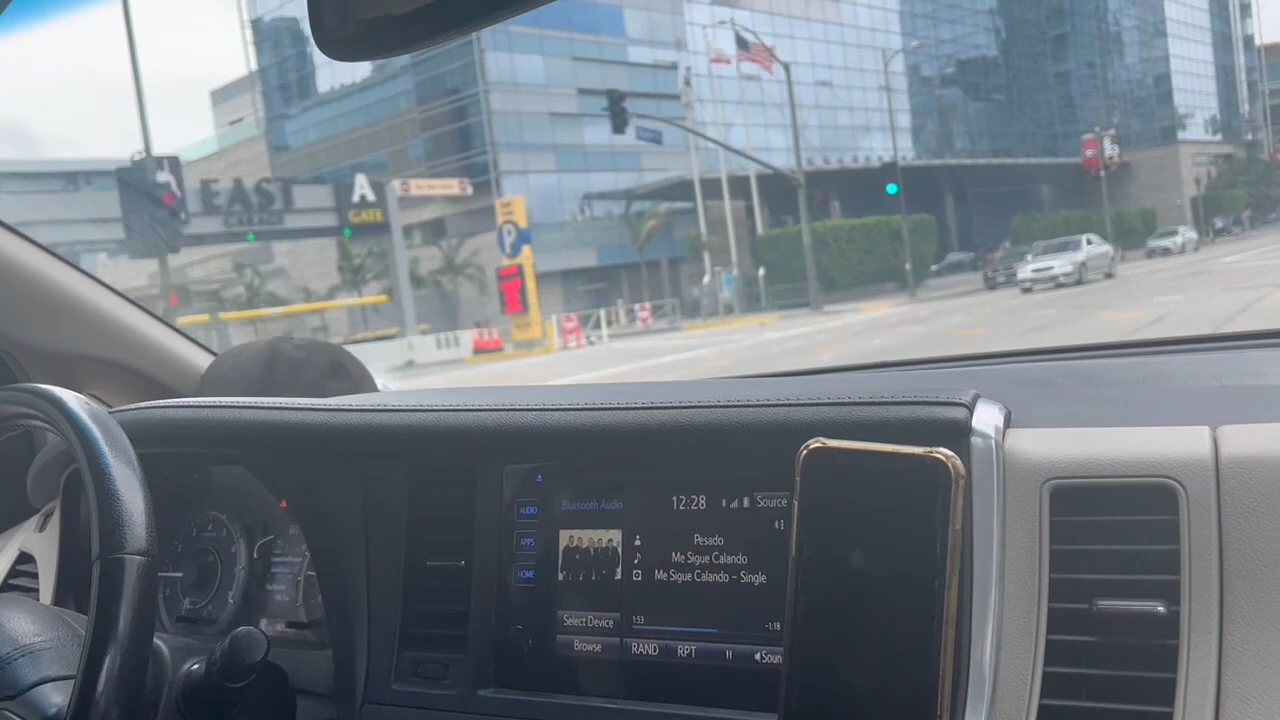 EAST
GARAGE
A
GATE
P
AUDIO
APPS
HOME
Bluetooth Audio
12:28
Source
Pesado
Me Sigue Calando
Me Sigue Calando - Single
1:53
-1:18
Select Device
Browse
RAND
RPT
Soun